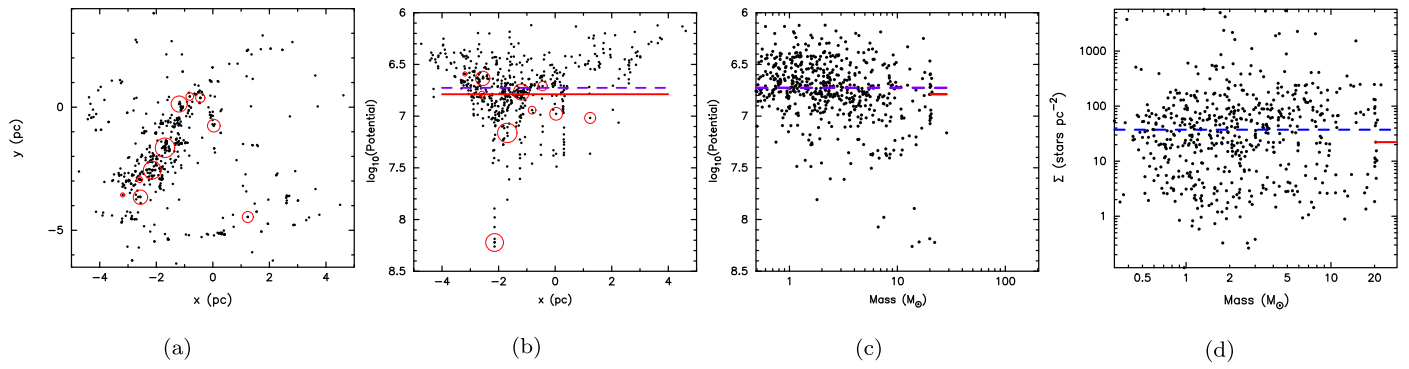 0
−5
y (pc)
−4 −2 0 2 4
x (pc)
(a)
6
6.5
7
7.5
8
8.5
log₁₀(Potential)
−4 −2 0 2 4
x (pc)
(b)
6
6.5
7
7.5
8
8.5
log₁₀(Potential)
1 10 100
Mass (M⊙)
(c)
1000
100
10
1
Σ (stars pc⁻²)
0.5 1 2 5 10 20
Mass (M⊙)
(d)